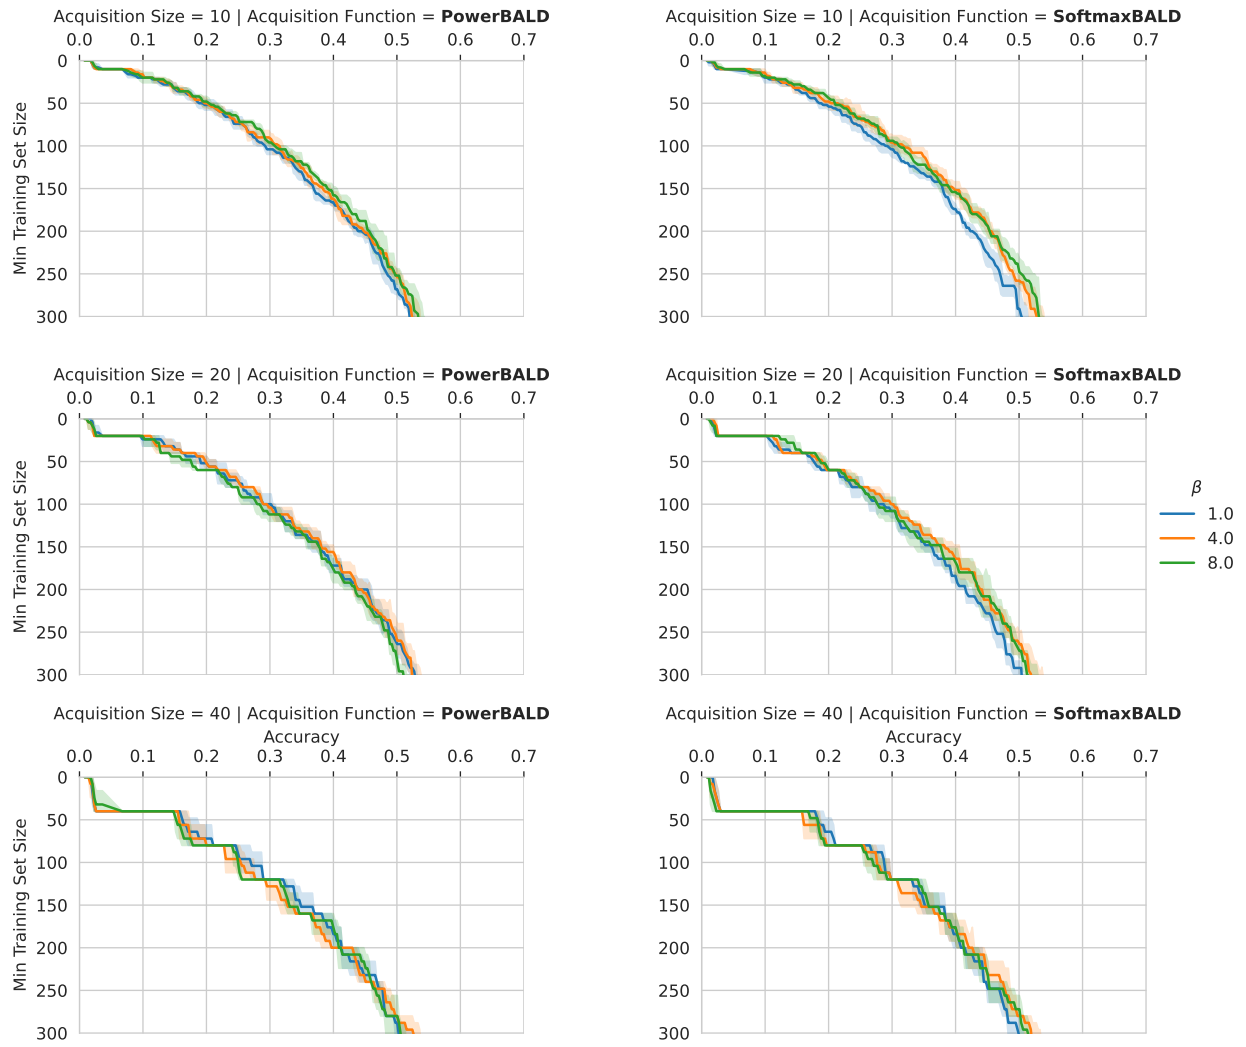 Acquisition Size = 10 | Acquisition Function = PowerBALD
0.0 0.1 0.2 0.3 0.4 0.5 0.6 0.7
0
50
100
150
200
250
300
Min Training Set Size
Acquisition Size = 10 | Acquisition Function = SoftmaxBALD
0.0 0.1 0.2 0.3 0.4 0.5 0.6 0.7
0
50
100
150
200
250
300
Acquisition Size = 20 | Acquisition Function = PowerBALD
0.0 0.1 0.2 0.3 0.4 0.5 0.6 0.7
0
50
100
150
200
250
300
Min Training Set Size
Acquisition Size = 20 | Acquisition Function = SoftmaxBALD
0.0 0.1 0.2 0.3 0.4 0.5 0.6 0.7
0
50
100
150
200
250
300
β
1.0
4.0
8.0
Acquisition Size = 40 | Acquisition Function = PowerBALD
Accuracy
0.0 0.1 0.2 0.3 0.4 0.5 0.6 0.7
0
50
100
150
200
250
300
Min Training Set Size
Acquisition Size = 40 | Acquisition Function = SoftmaxBALD
Accuracy
0.0 0.1 0.2 0.3 0.4 0.5 0.6 0.7
0
50
100
150
200
250
300